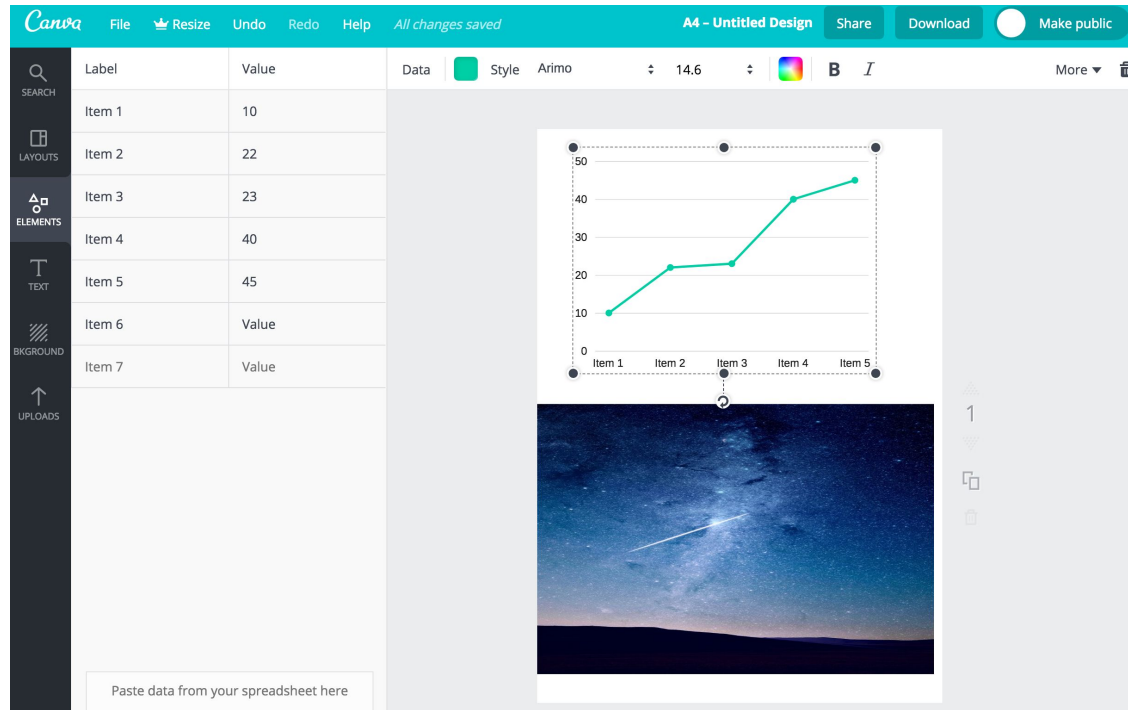 Canva File Resize Undo Redo Help All changes saved A4 – Untitled Design Share Download Make public
SEARCH
LAYOUTS
ELEMENTS
TEXT
BKGROUND
UPLOADS
Label Value
Item 1 10
Item 2 22
Item 3 23
Item 4 40
Item 5 45
Item 6 Value
Item 7 Value
Paste data from your spreadsheet here
Data Style Arimo 14.6 B I More
50
40
30
20
10
0
Item 1 Item 2 Item 3 Item 4 Item 5
1